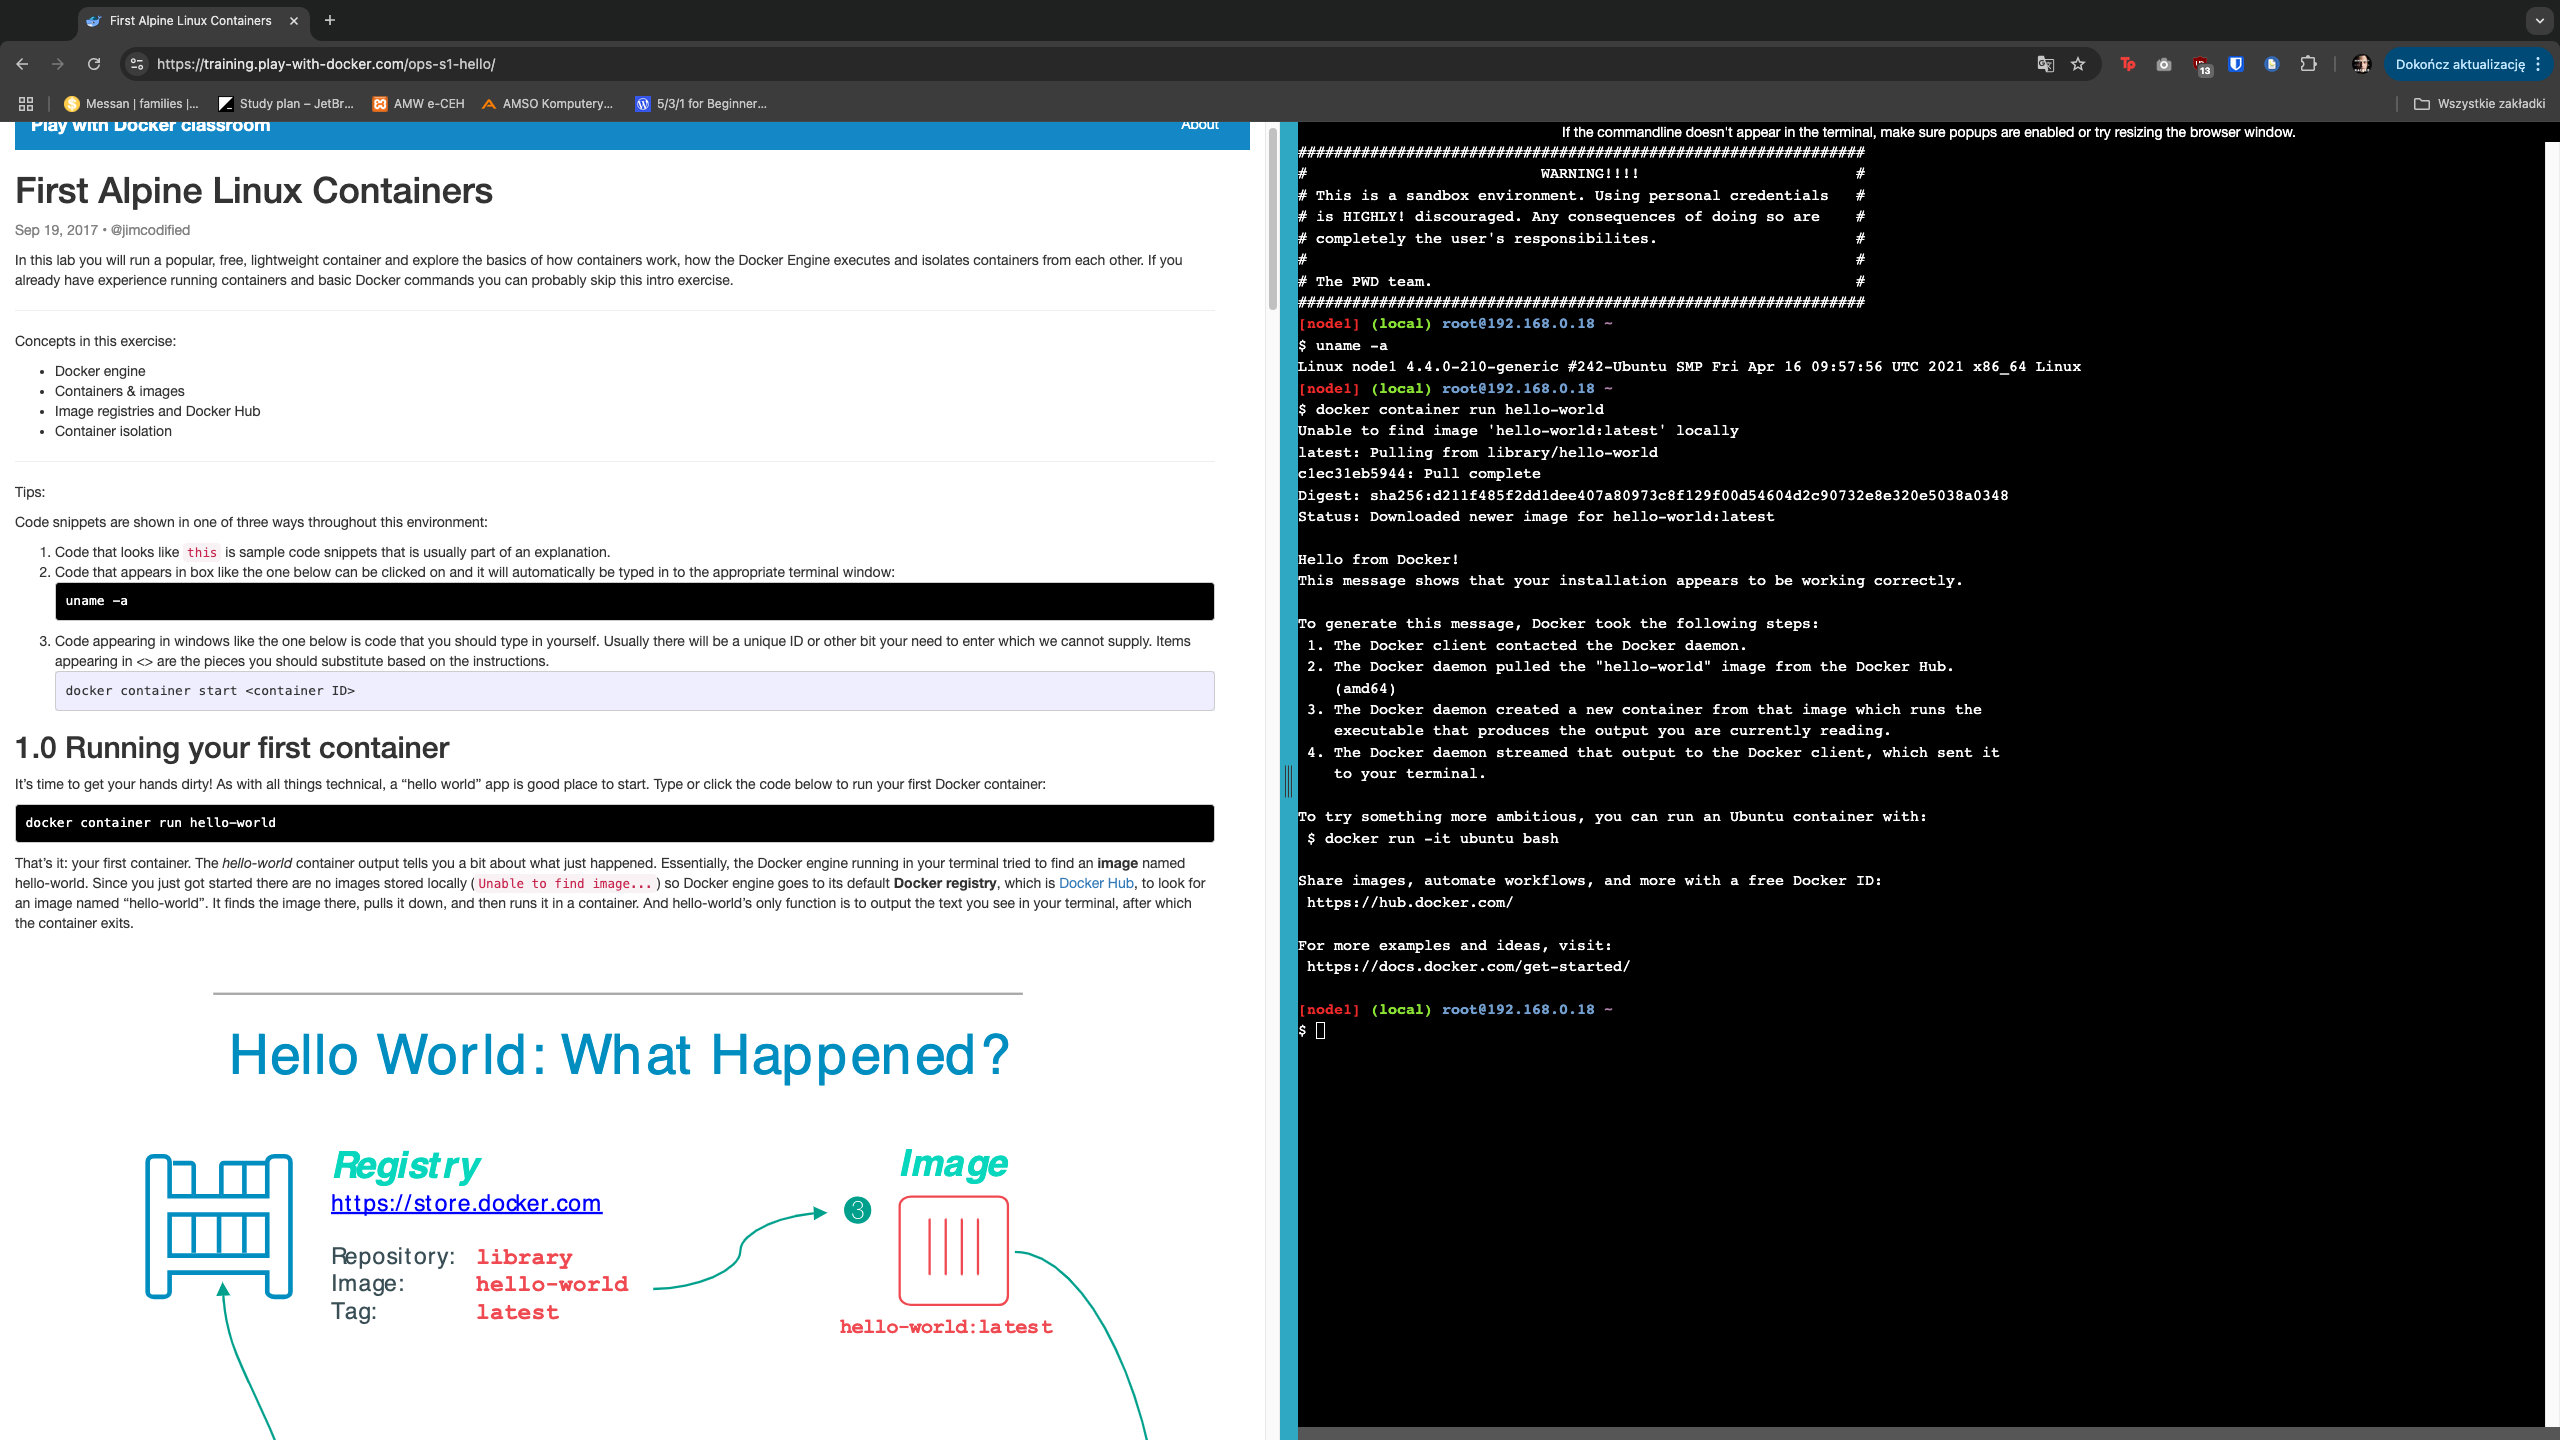 First Alpine Linux Containers
https://training.play-with-docker.com/ops-s1-hello/
Tp
13
Dokończ aktualizację
Messan | families |...
Study plan – JetBr...
AMW e-CEH
AMSO Komputery...
5/3/1 for Beginner...
Wszystkie zakładki
Play with Docker classroom
About
First Alpine Linux Containers
Sep 19, 2017 • @jimcodified
In this lab you will run a popular, free, lightweight container and explore the basics of how containers work, how the Docker Engine executes and isolates containers from each other. If you
already have experience running containers and basic Docker commands you can probably skip this intro exercise.
Concepts in this exercise:
• Docker engine
• Containers & images
• Image registries and Docker Hub
• Container isolation
Tips:
Code snippets are shown in one of three ways throughout this environment:
1. Code that looks like this is sample code snippets that is usually part of an explanation.
2. Code that appears in box like the one below can be clicked on and it will automatically be typed in to the appropriate terminal window:
uname -a
3. Code appearing in windows like the one below is code that you should type in yourself. Usually there will be a unique ID or other bit your need to enter which we cannot supply. Items
appearing in <> are the pieces you should substitute based on the instructions.
docker container start <container ID>
1.0 Running your first container
It's time to get your hands dirty! As with all things technical, a “hello world” app is good place to start. Type or click the code below to run your first Docker container:
docker container run hello-world
That's it: your first container. The hello-world container output tells you a bit about what just happened. Essentially, the Docker engine running in your terminal tried to find an image named
hello-world. Since you just got started there are no images stored locally ( Unable to find image... ) so Docker engine goes to its default Docker registry, which is Docker Hub, to look for
an image named “hello-world”. It finds the image there, pulls it down, and then runs it in a container. And hello-world's only function is to output the text you see in your terminal, after which
the container exits.
Hello World: What Happened?
Registry
https://store.docker.com
Repository: library
Image: hello-world
Tag: latest
3
Image
hello-world:latest
If the commandline doesn't appear in the terminal, make sure popups are enabled or try resizing the browser window.
###############################################################
# WARNING!!!! #
# This is a sandbox environment. Using personal credentials #
# is HIGHLY! discouraged. Any consequences of doing so are #
# completely the user's responsibilites. #
# #
# The PWD team. #
###############################################################
[node1] (local) root@192.168.0.18 ~
$ uname -a
Linux node1 4.4.0-210-generic #242-Ubuntu SMP Fri Apr 16 09:57:56 UTC 2021 x86_64 Linux
[node1] (local) root@192.168.0.18 ~
$ docker container run hello-world
Unable to find image 'hello-world:latest' locally
latest: Pulling from library/hello-world
c1ec31eb5944: Pull complete
Digest: sha256:d211f485f2dd1dee407a80973c8f129f00d54604d2c90732e8e320e5038a0348
Status: Downloaded newer image for hello-world:latest
Hello from Docker!
This message shows that your installation appears to be working correctly.
To generate this message, Docker took the following steps:
1. The Docker client contacted the Docker daemon.
2. The Docker daemon pulled the "hello-world" image from the Docker Hub.
(amd64)
3. The Docker daemon created a new container from that image which runs the
executable that produces the output you are currently reading.
4. The Docker daemon streamed that output to the Docker client, which sent it
to your terminal.
To try something more ambitious, you can run an Ubuntu container with:
$ docker run -it ubuntu bash
Share images, automate workflows, and more with a free Docker ID:
https://hub.docker.com/
For more examples and ideas, visit:
https://docs.docker.com/get-started/
[node1] (local) root@192.168.0.18 ~
$